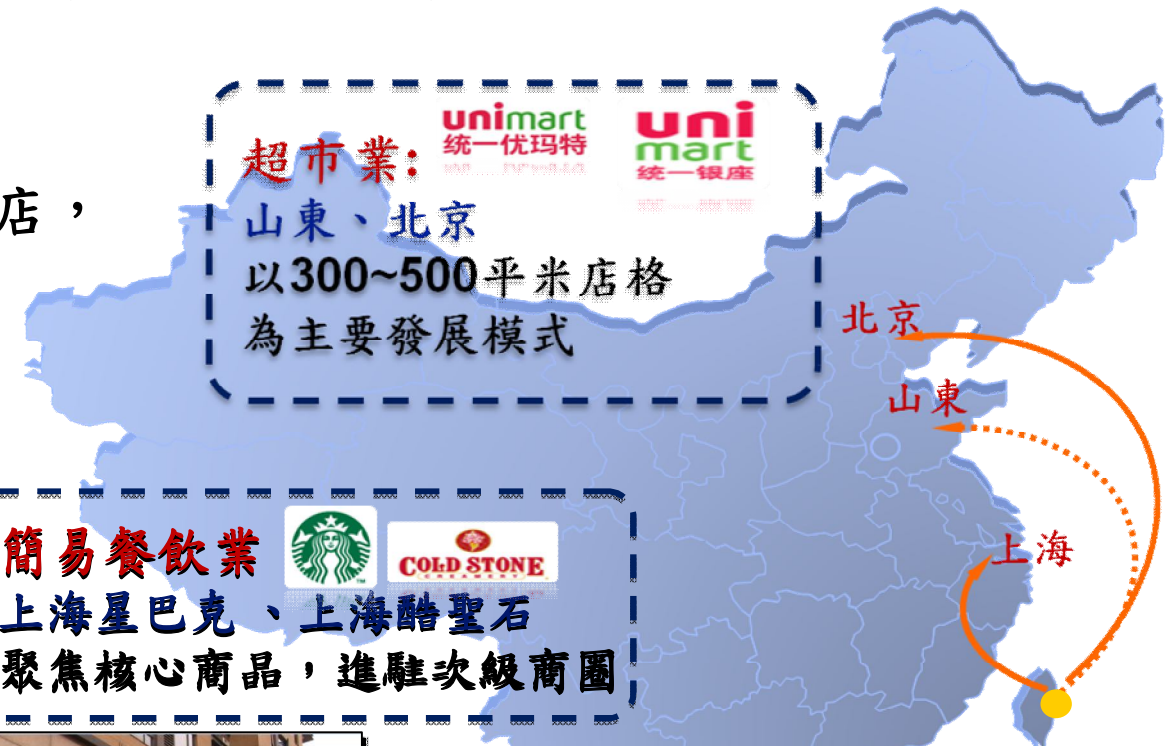 unimart
统一优玛特
uni
mart
统一银座
超市業:
山東、北京
以300~500平米店格
為主要發展模式
店，
北京
山東
上海
簡易餐飲業
COLD STONE
CREAMERY
上海星巴克、上海酷聖石
聚焦核心商品，進駐次級商圈